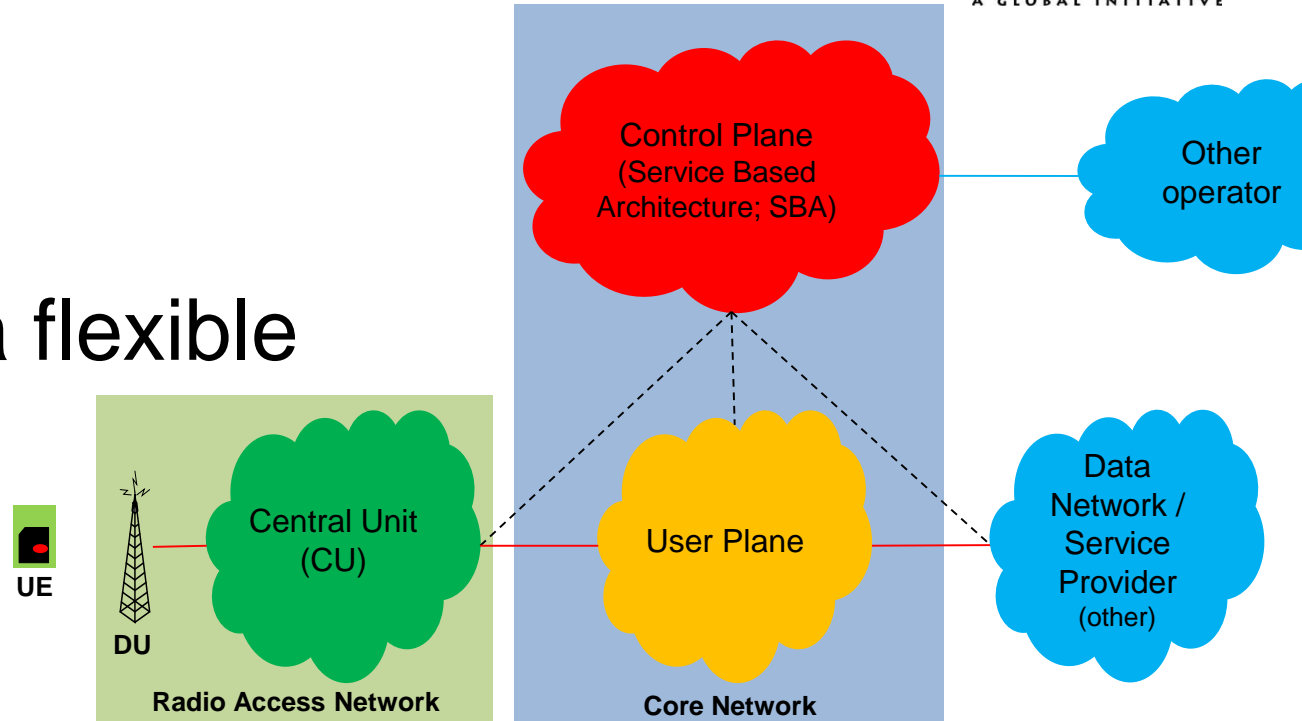 A GLOBAL INITIATIVE
Control Plane
(Service Based
Architecture; SBA)
Other
operator
a flexible
Central Unit
(CU)
User Plane
Data
Network /
Service
Provider
(other)
UE
DU
Radio Access Network
Core Network